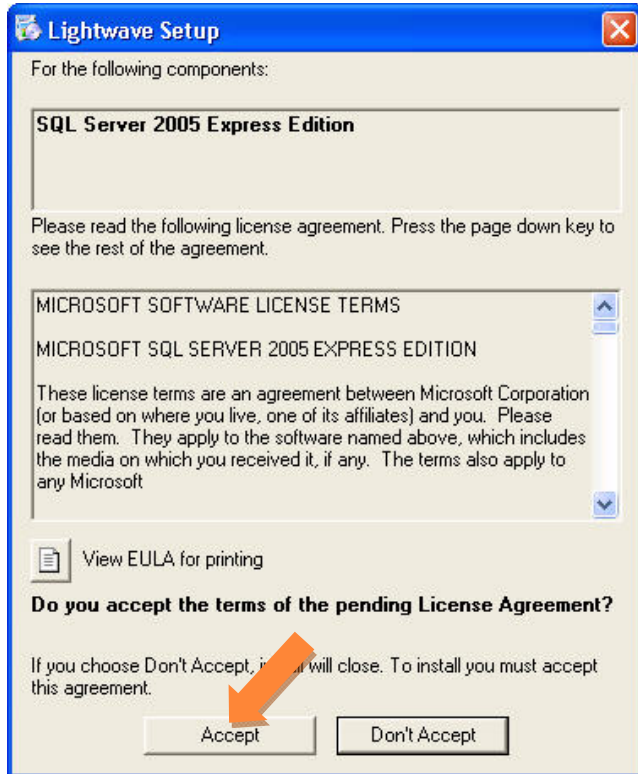 Lightwave Setup
For the following components:
SQL Server 2005 Express Edition
Please read the following license agreement. Press the page down key to
see the rest of the agreement.
MICROSOFT SOFTWARE LICENSE TERMS
MICROSOFT SQL SERVER 2005 EXPRESS EDITION
These license terms are an agreement between Microsoft Corporation
(or based on where you live, one of its affiliates) and you.  Please
read them.  They apply to the software named above, which includes
the media on which you received it, if any.  The terms also apply to
any Microsoft
View EULA for printing
Do you accept the terms of the pending License Agreement?
If you choose Don't Accept, will close. To install you must accept
this agreement.
Accept
Don't Accept